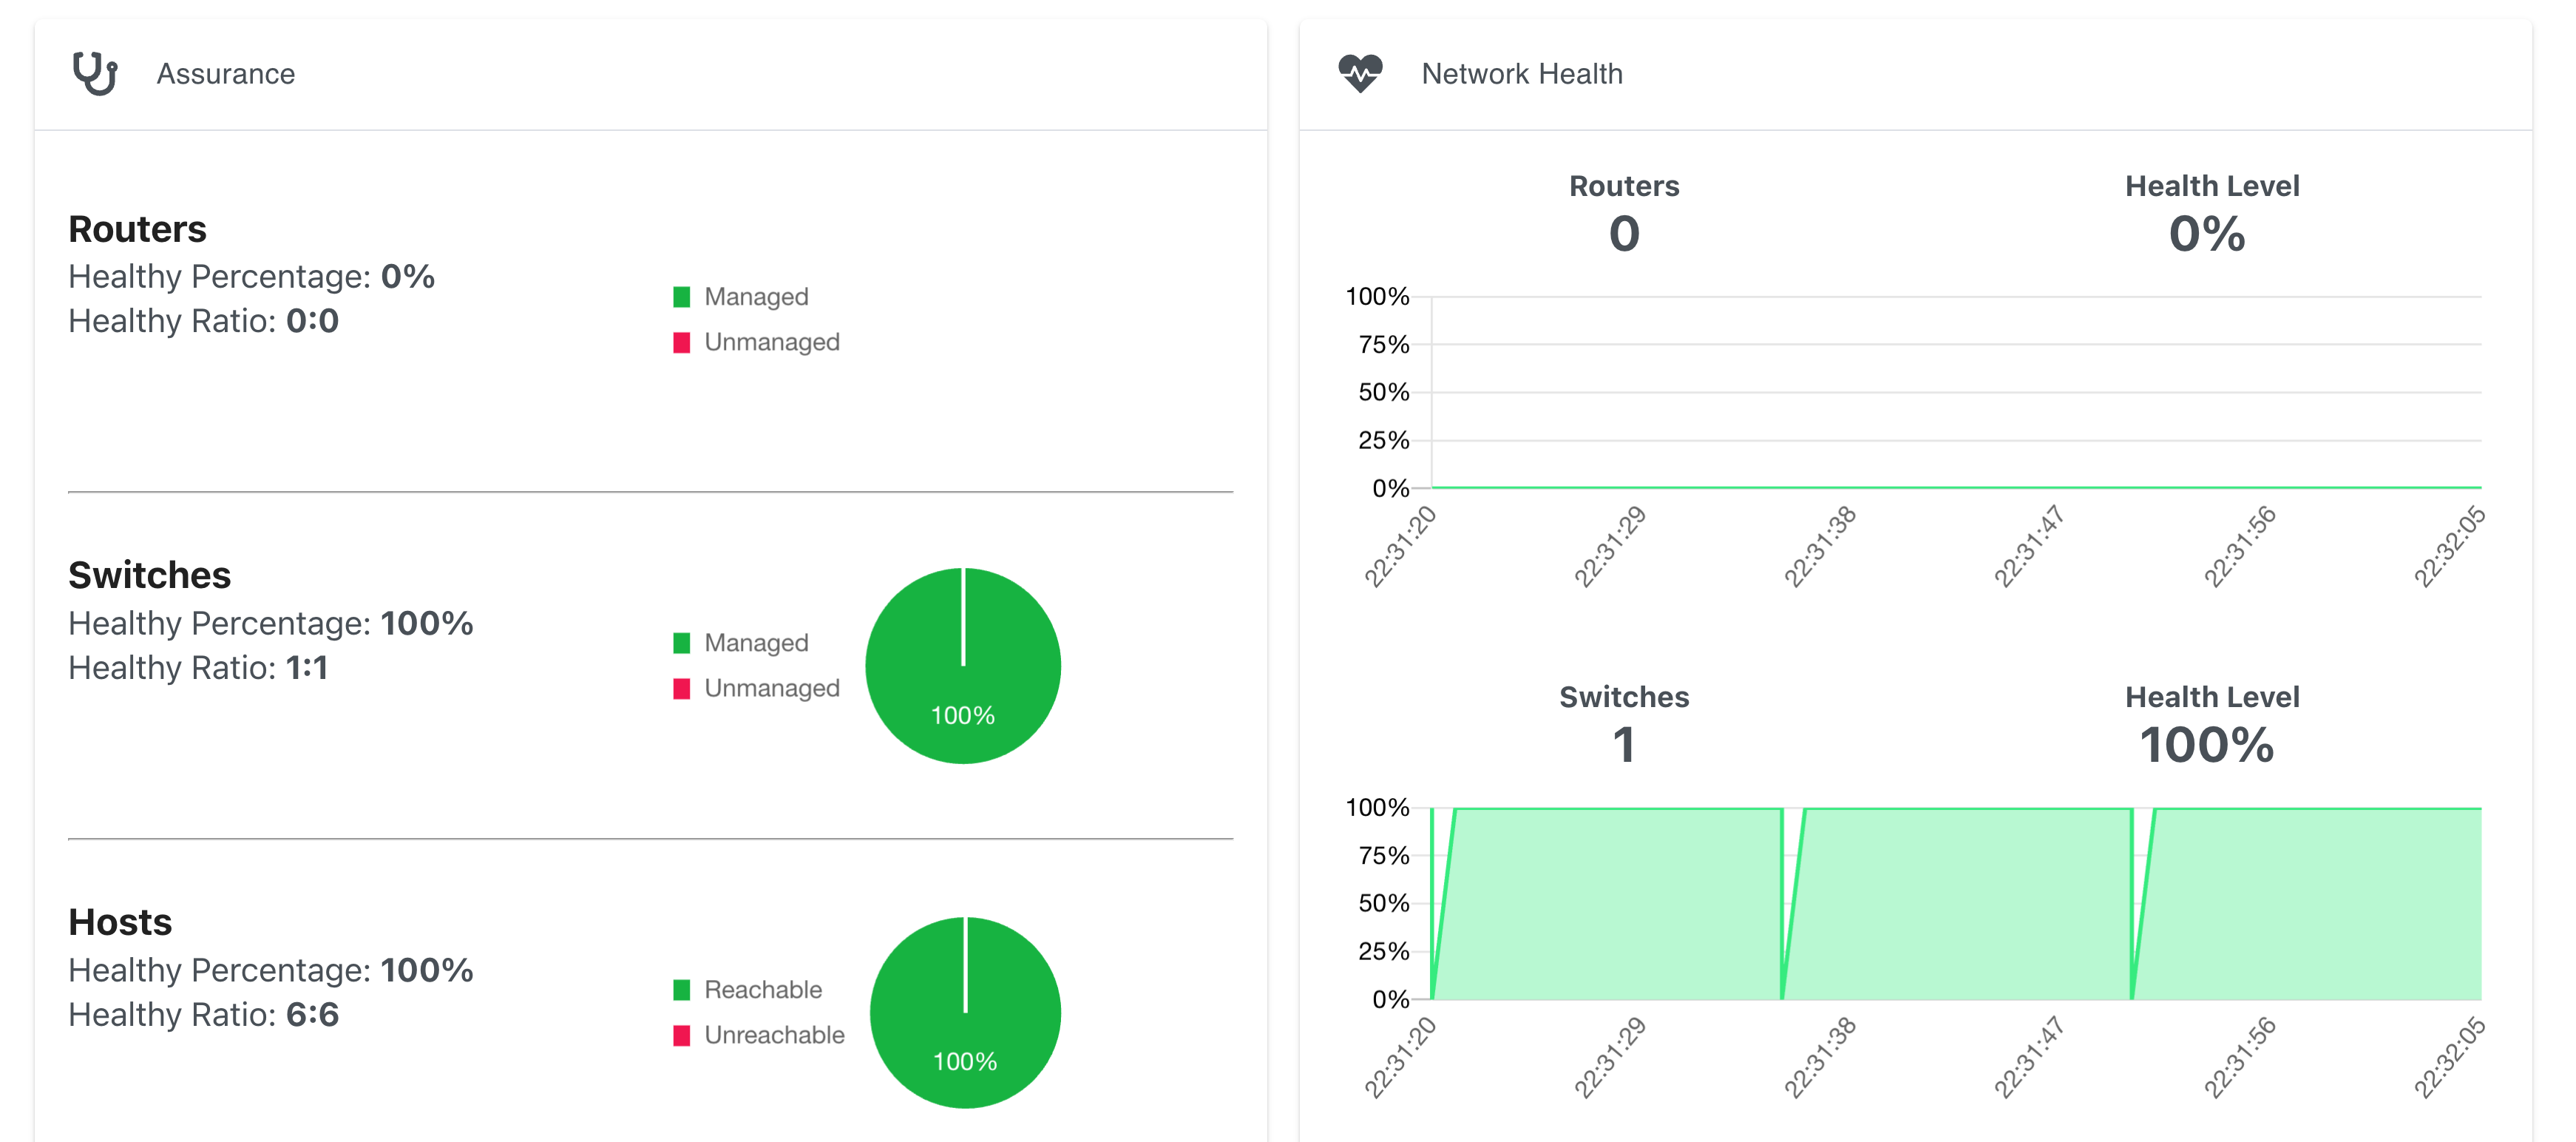 Assurance
Routers
Healthy Percentage: 0%
Healthy Ratio: 0:0
Managed
Unmanaged
Switches
Healthy Percentage: 100%
Healthy Ratio: 1:1
Managed
Unmanaged
100%
Hosts
Healthy Percentage: 100%
Healthy Ratio: 6:6
Reachable
Unreachable
100%
Network Health
Routers
0
Health Level
0%
100%
75%
50%
25%
0%
22:31:20
22:31:29
22:31:38
22:31:47
22:31:56
22:32:05
Switches
1
Health Level
100%
100%
75%
50%
25%
0%
22:31:20
22:31:29
22:31:38
22:31:47
22:31:56
22:32:05